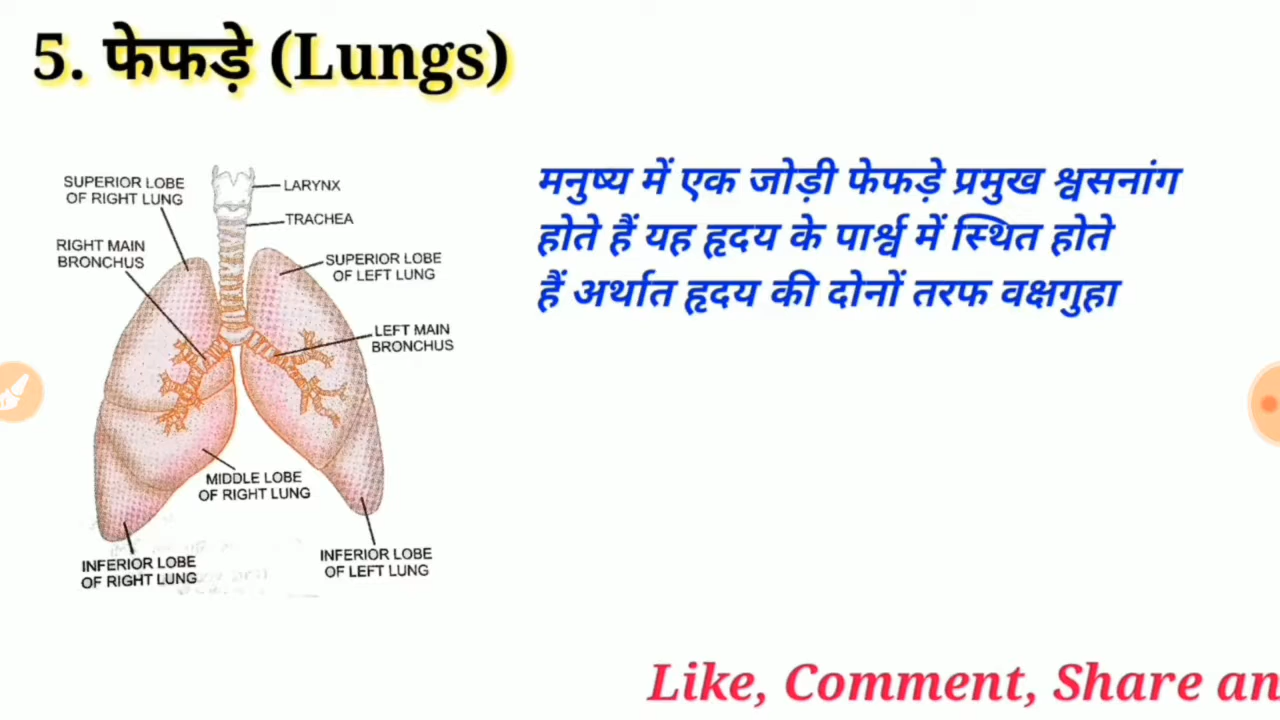 5. फेफड़े (Lungs)
SUPERIOR LOBE
OF RIGHT LUNG
LARYNX
TRACHEA
RIGHT MAIN
BRONCHUS
SUPERIOR LOBE
OF LEFT LUNG
LEFT MAIN
BRONCHUS
MIDDLE LOBE
OF RIGHT LUNG
INFERIOR LOBE
OF RIGHT LUNG
INFERIOR LOBE
OF LEFT LUNG
मनुष्य में एक जोड़ी फेफड़े प्रमुख श्वसनांग
होते हैं यह हृदय के पार्श्व में स्थित होते
हैं अर्थात हृदय की दोनों तरफ वक्षगुहा
Like, Comment, Share an